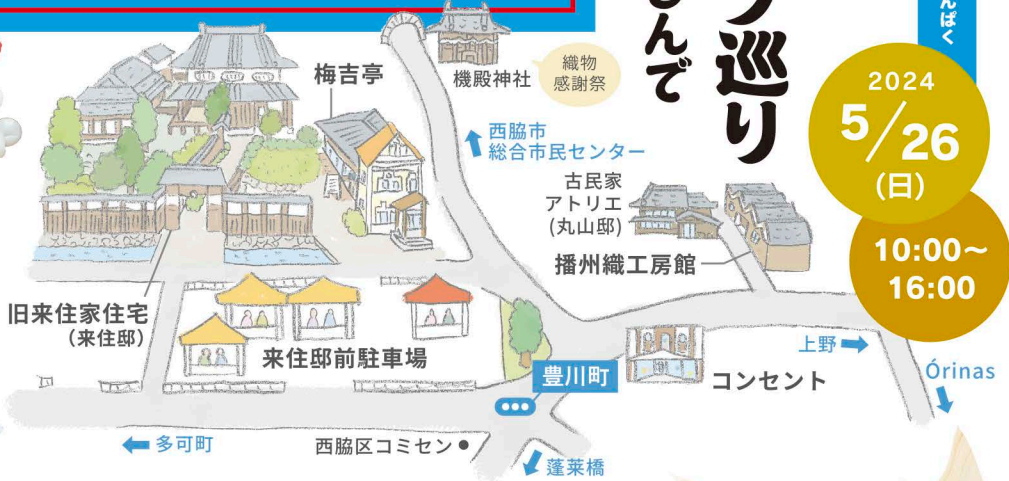 り巡り
んで
んぱく
2024
5/26
(日)
10:00~
16:00
機殿神社
織物
感謝祭
梅吉亭
西脇市
総合市民センター
古民家
アトリエ
(丸山邸)
播州織工房館
旧来住家住宅
(来住邸)
来住邸前駐車場
豊川町
コンセント
上野
Órinas
多可町
西脇区コミセン
蓬莱橋